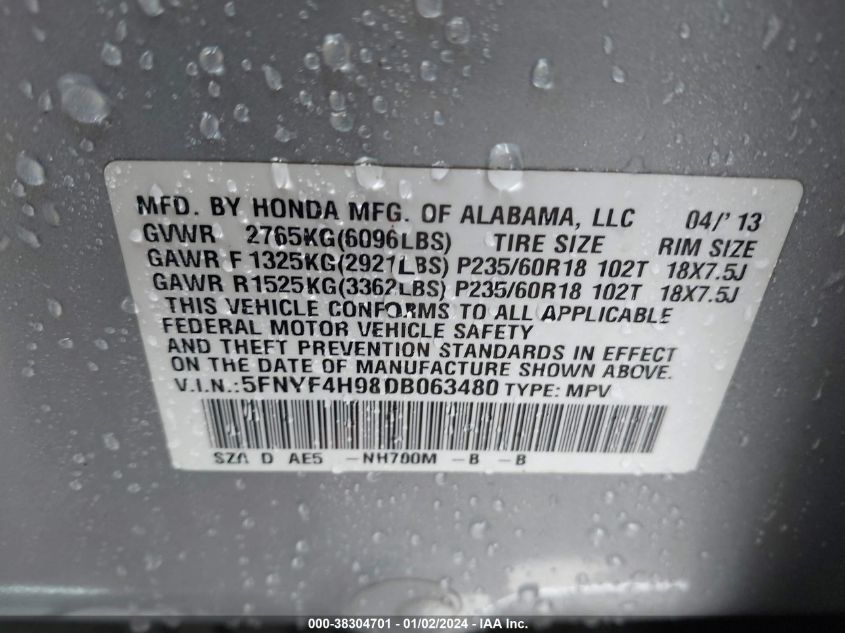 MFD. BY HONDA MFG. OF ALABAMA, LLC 04/'13
GVWR 2765KG(6096LBS) TIRE SIZE RIM SIZE
GAWR F 1325KG(2921LBS) P235/60R18 102T 18X7.5J
GAWR R1525KG(3362LBS) P235/60R18 102T 18X7.5J
THIS VEHICLE CONFORMS TO ALL APPLICABLE
FEDERAL MOTOR VEHICLE SAFETY
AND THEFT PREVENTION STANDARDS IN EFFECT
ON THE DATE OF MANUFACTURE SHOWN ABOVE.
V.I.N.:5FNYF4H98DB063480 TYPE: MPV
SZA D AE5 -NH700M -B -B
000-38304701 - 01/02/2024 - IAA Inc.